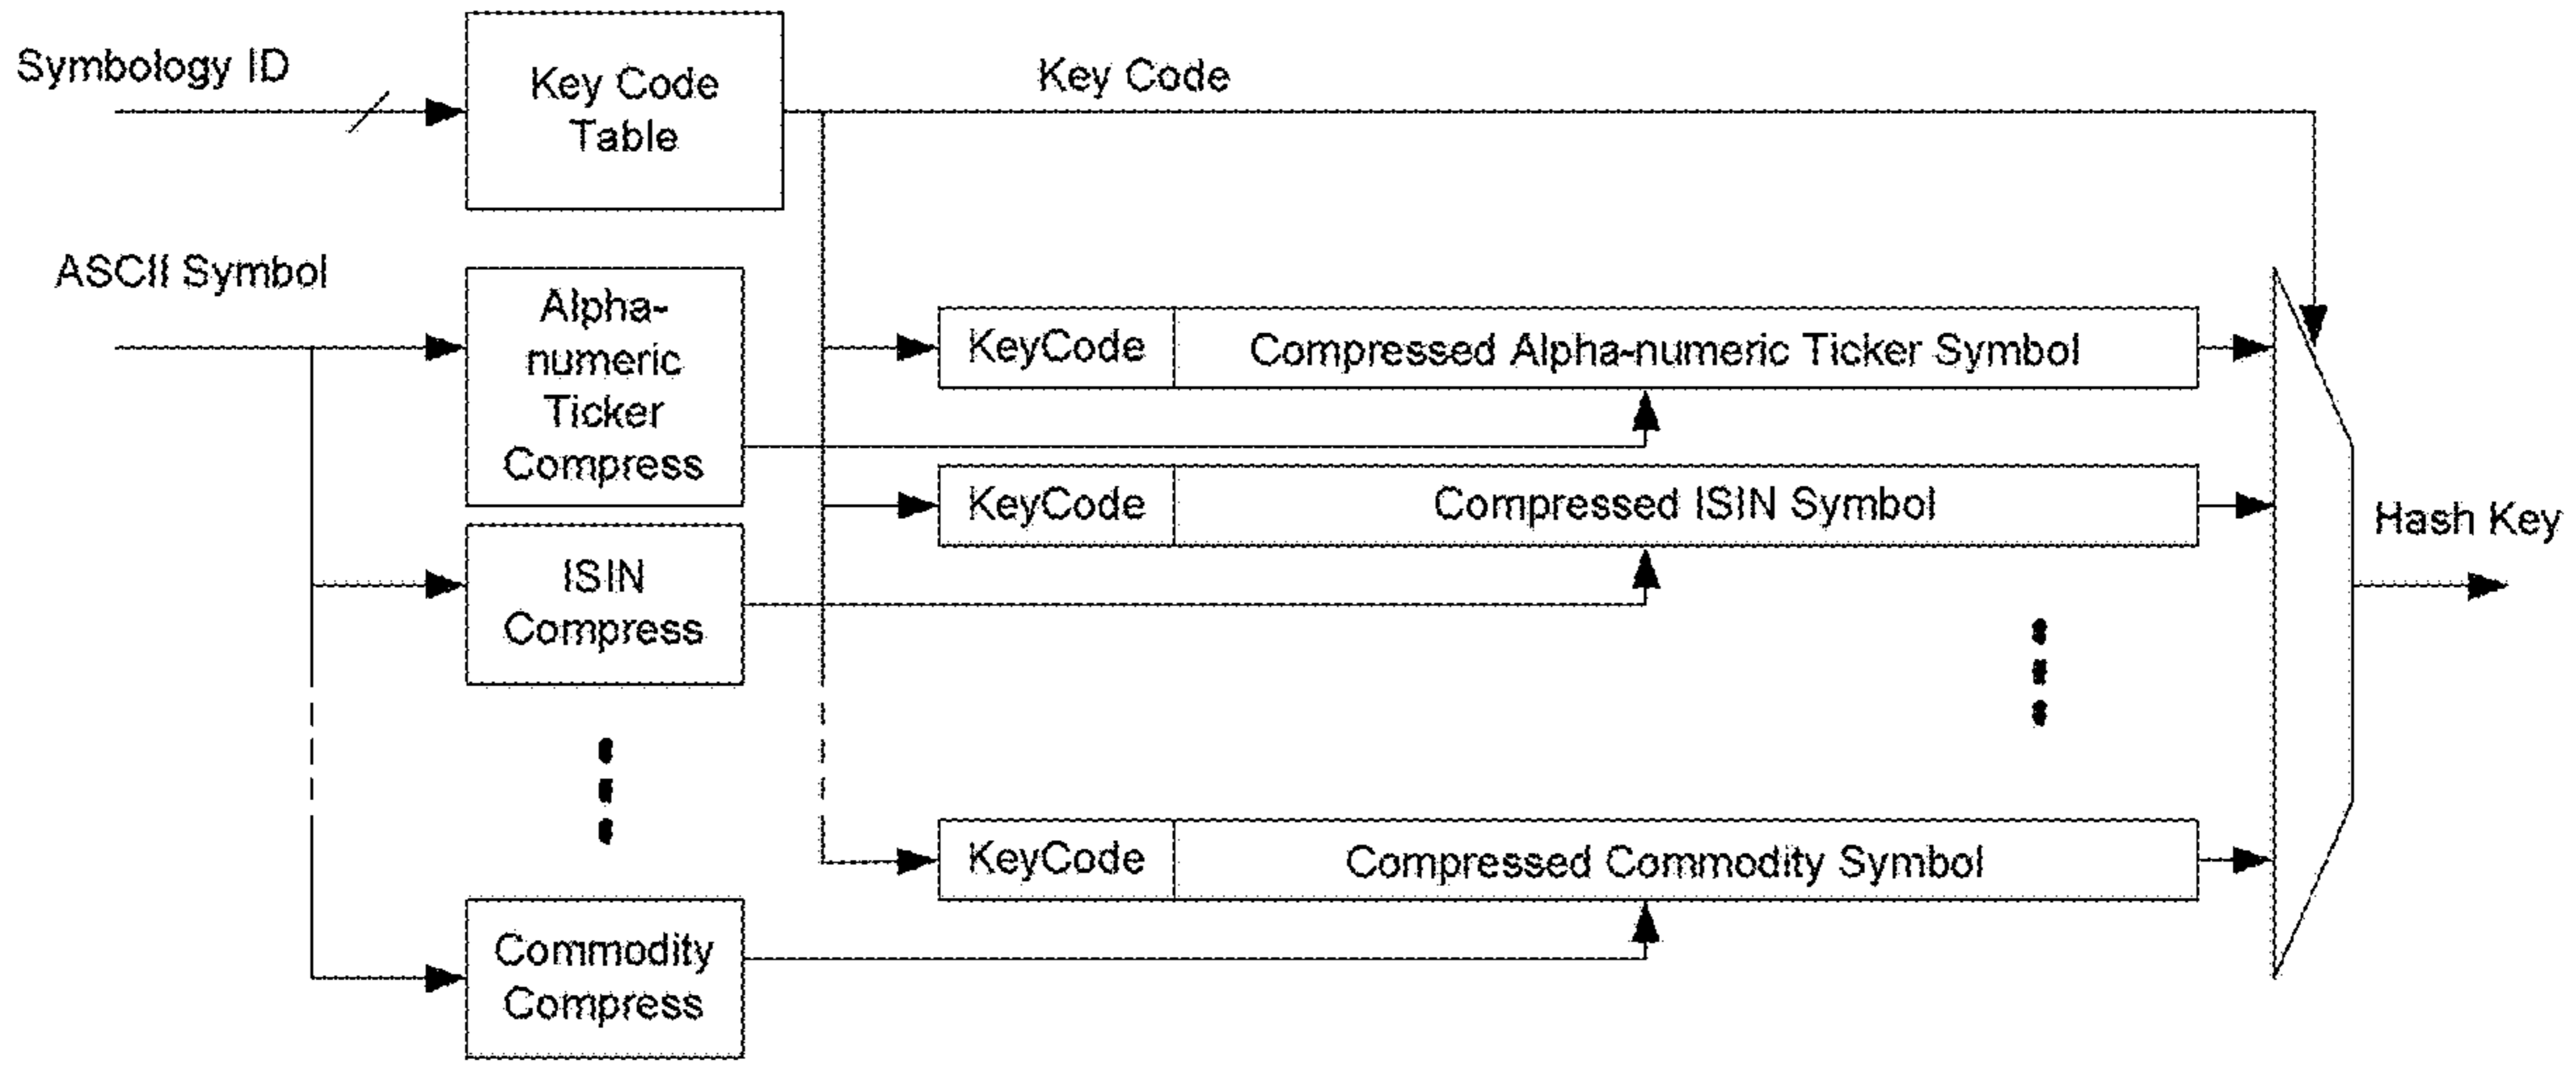 Symbology ID
Key Code
Table
Key Code
ASCII Symbol
Alpha-
numeric
Ticker
Compress
KeyCode
Compressed Alpha-numeric Ticker Symbol
KeyCode
Compressed ISIN Symbol
Hash Key
ISIN
Compress
KeyCode
Compressed Commodity Symbol
Commodity
Compress